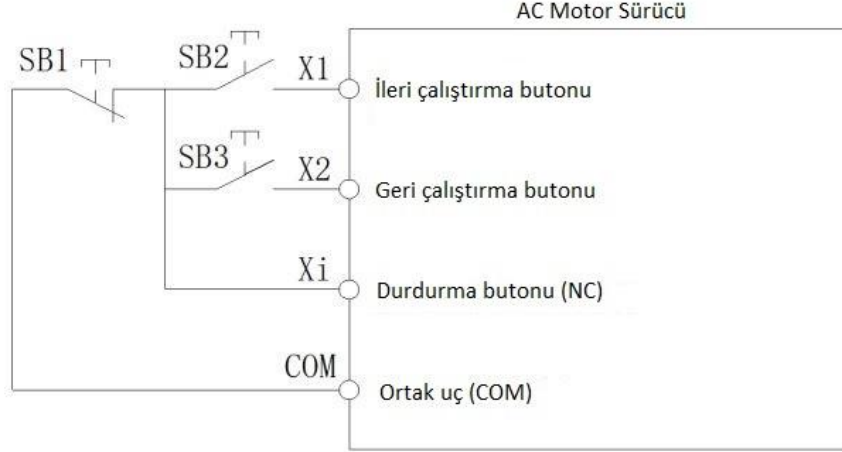 AC Motor Sürücü
SB1
SB2
X1
İleri çalıştırma butonu
SB3
X2
Geri çalıştırma butonu
Xi
Durdurma butonu (NC)
COM
Ortak uç (COM)